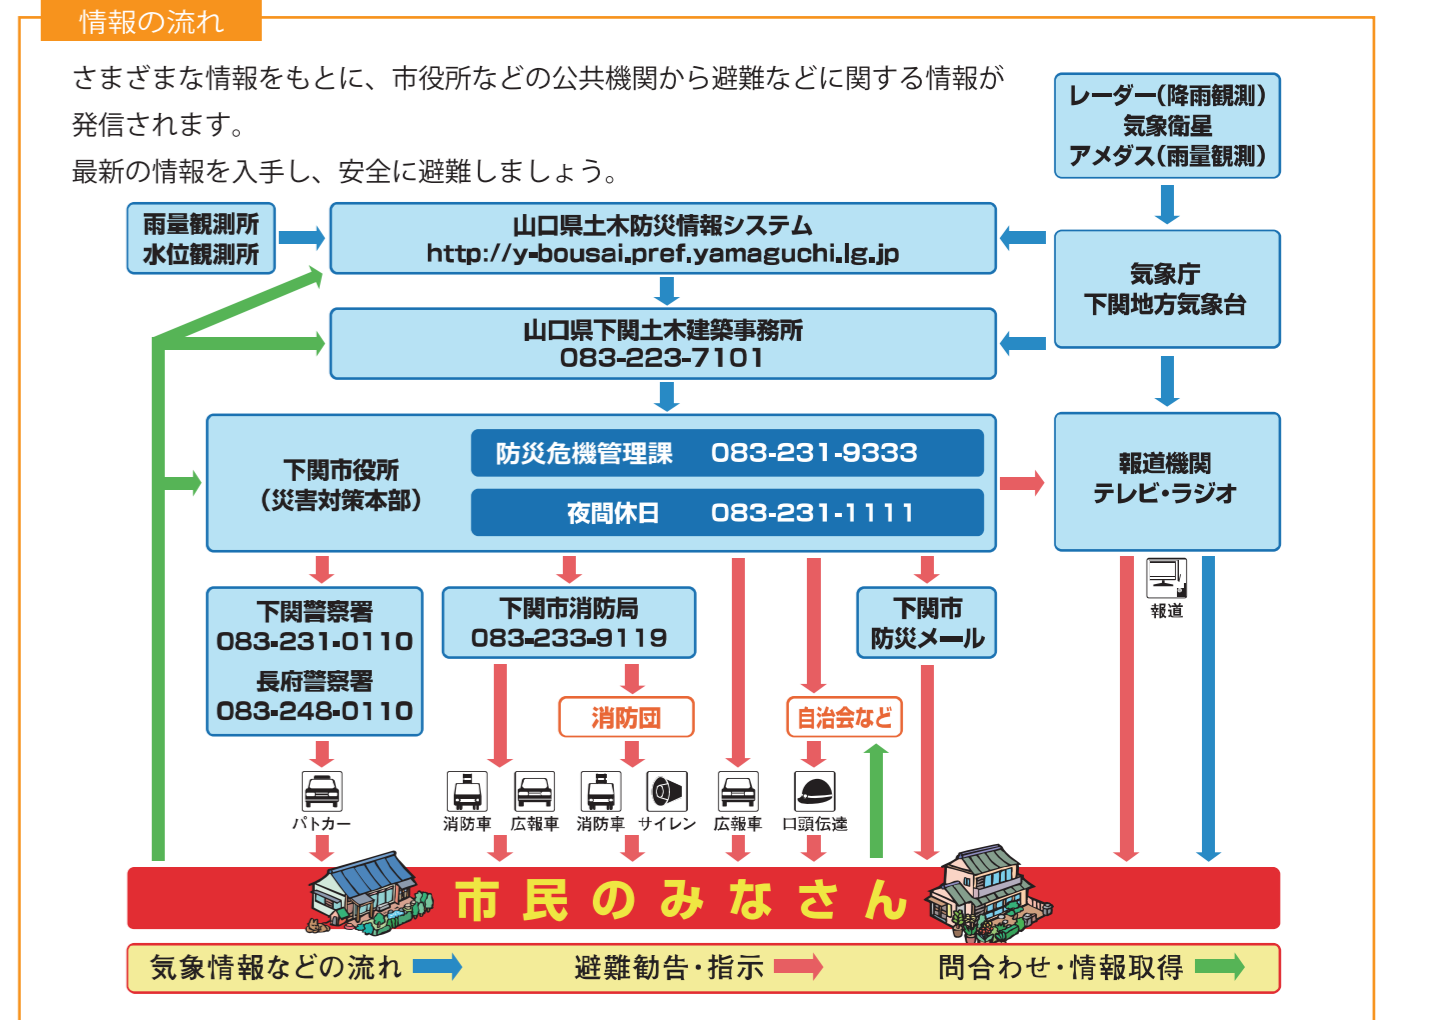 情報の流れ
さまざまな情報をもとに、市役所などの公共機関から避難などに関する情報が
発信されます。
最新の情報を入手し、安全に避難しましょう。
レーダー(降雨観測)
気象衛星
アメダス(雨量観測)
雨量観測所
水位観測所
山口県土木防災情報システム
http://y-bousai.pref.yamaguchi.lg.jp
気象庁
下関地方気象台
山口県下関土木建築事務所
083-223-7101
下関市役所
(災害対策本部)
防災危機管理課 083-231-9333
夜間休日 083-231-1111
報道機関
テレビ・ラジオ
報道
下関警察署
083-231-0110
長府警察署
083-248-0110
下関市消防局
083-233-9119
下関市
防災メール
消防団
自治会など
パトカー
消防車
広報車
消防車
サイレン
広報車
口頭伝達
市民のみなさん
気象情報などの流れ
避難勧告・指示
問合わせ・情報取得